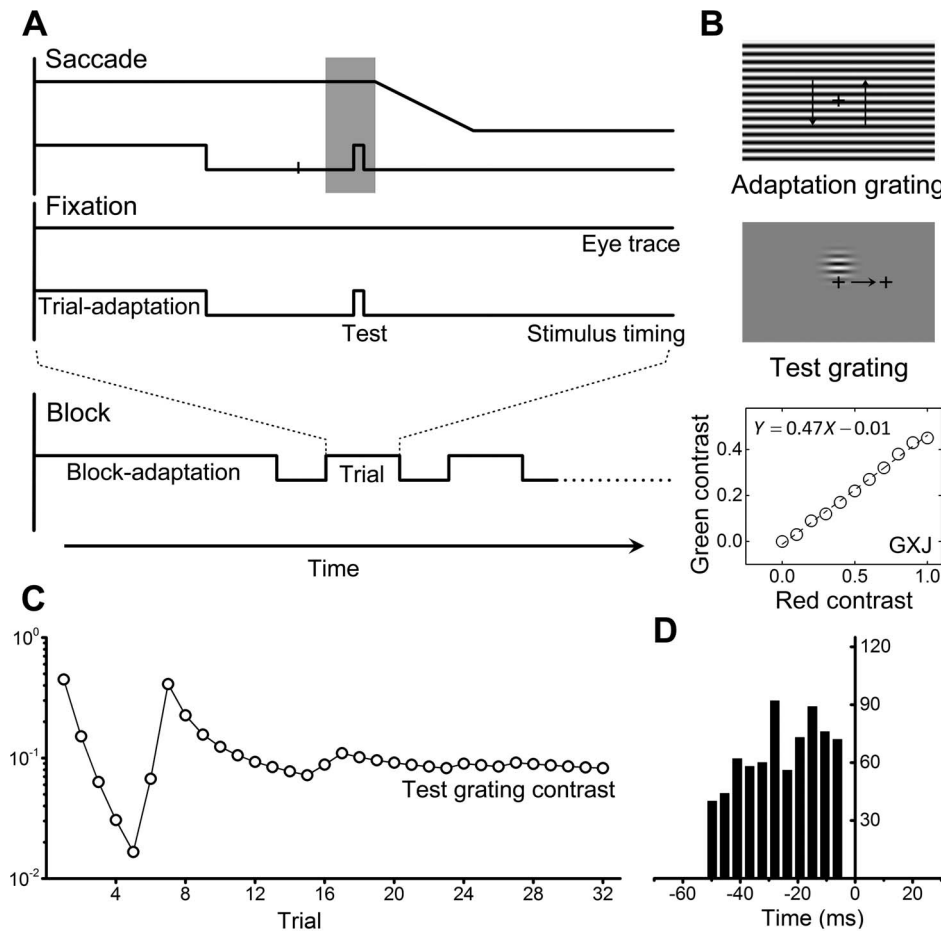 A
Saccade
Fixation
Eye trace
Trial-adaptation
Test
Stimulus timing
Block
Block-adaptation
Trial
Time
B
Adaptation grating
Test grating
Y = 0.47X − 0.01
Green contrast
0.4
0.2
0.0
GXJ
0.0 0.5 1.0
Red contrast
C
10⁰
10⁻¹
10⁻²
Test grating contrast
4 8 12 16 20 24 28 32
Trial
D
120
90
60
30
-60 -40 -20 0 20
Time (ms)